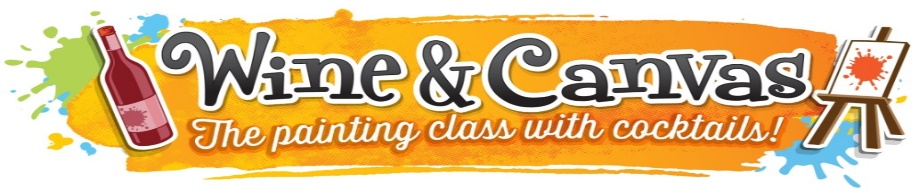 Wine & Canvas
The painting class with cocktails!